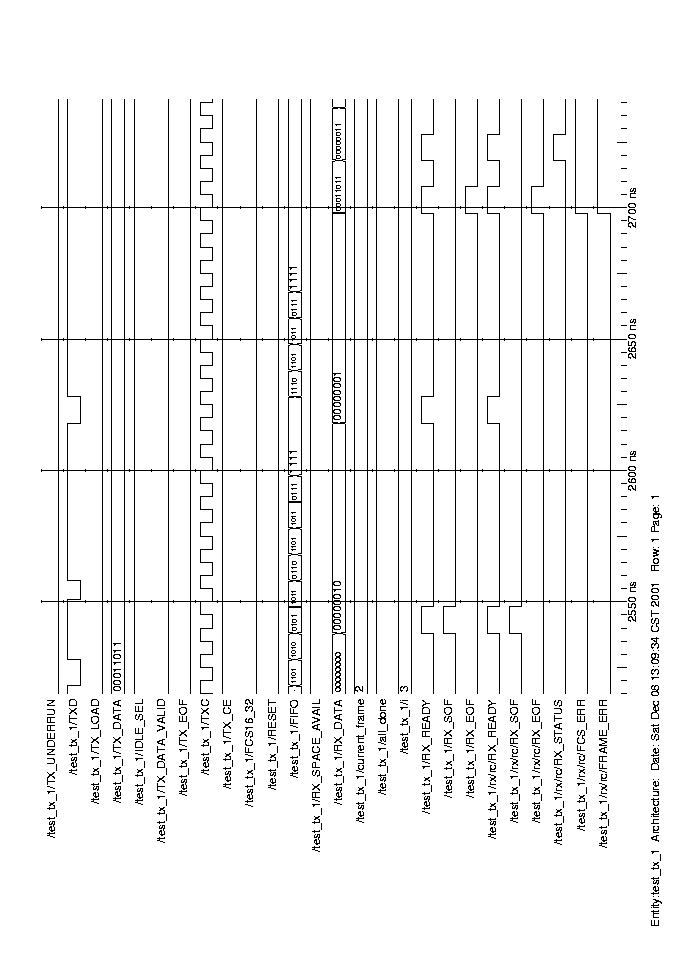 /test_tx_1/TX_UNDERRUN
/test_tx_1/TXD
/test_tx_1/TX_LOAD
/test_tx_1/TX_DATA 00011011
/test_tx_1/IDLE_SEL
/test_tx_1/TX_DATA_VALID
/test_tx_1/TX_EOF
/test_tx_1/TXC
/test_tx_1/TX_CE
/test_tx_1/FCS16_32
/test_tx_1/RESET
/test_tx_1/FIFO 1101 1010 0101 1011 0110 1101 1011 0111 1111 1110 1101 1011 0111 1111
/test_tx_1/RX_SPACE_AVAIL
/test_tx_1/RX_DATA 00000000 00000010 00000001 00011011 00000011
/test_tx_1/current_frame 2
/test_tx_1/all_done
/test_tx_1/i 3
/test_tx_1/RX_READY
/test_tx_1/RX_SOF
/test_tx_1/RX_EOF
/test_tx_1/rx/rc/RX_READY
/test_tx_1/rx/rc/RX_SOF
/test_tx_1/rx/rc/RX_EOF
/test_tx_1/rx/rc/RX_STATUS
/test_tx_1/rx/rc/FCS_ERR
/test_tx_1/rx/rc/FRAME_ERR
2550 ns 2600 ns 2650 ns 2700 ns
Entity:test_tx_1 Architecture: Date: Sat Dec 08 13:09:34 CST 2001 Row: 1 Page: 1